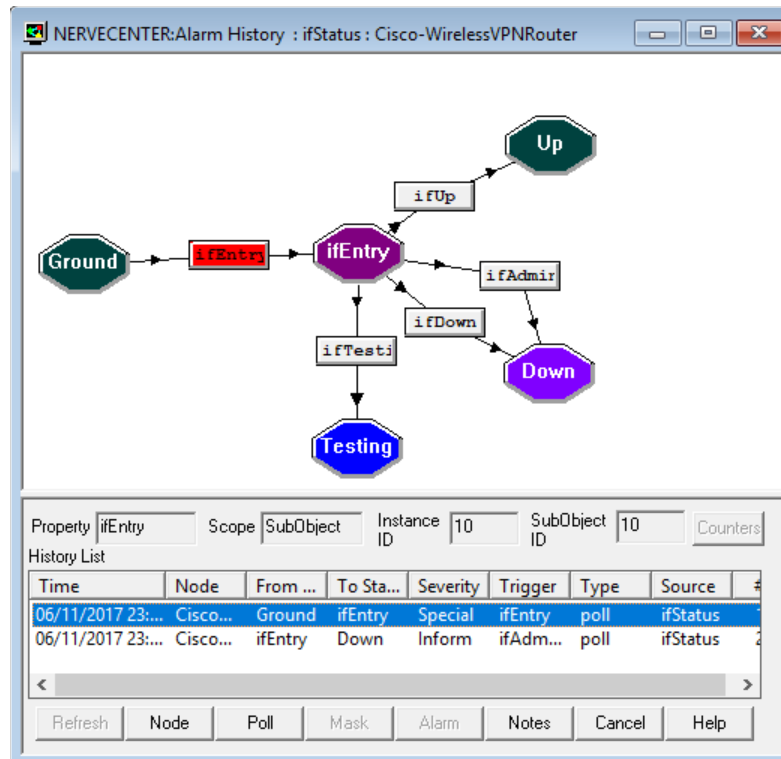 NERVECENTER:Alarm History : ifStatus : Cisco-WirelessVPNRouter
Up
ifUp
Ground
ifEntry
ifEntry
ifAdmir
ifDown
ifTesti
Down
Testing
Property ifEntry Scope SubObject Instance ID 10 SubObject ID 10 Counters
History List
Time Node From ... To Sta... Severity Trigger Type Source #
06/11/2017 23:... Cisco... Ground ifEntry Special ifEntry poll ifStatus
06/11/2017 23:... Cisco... ifEntry Down Inform ifAdm... poll ifStatus
Refresh Node Poll Mask Alarm Notes Cancel Help